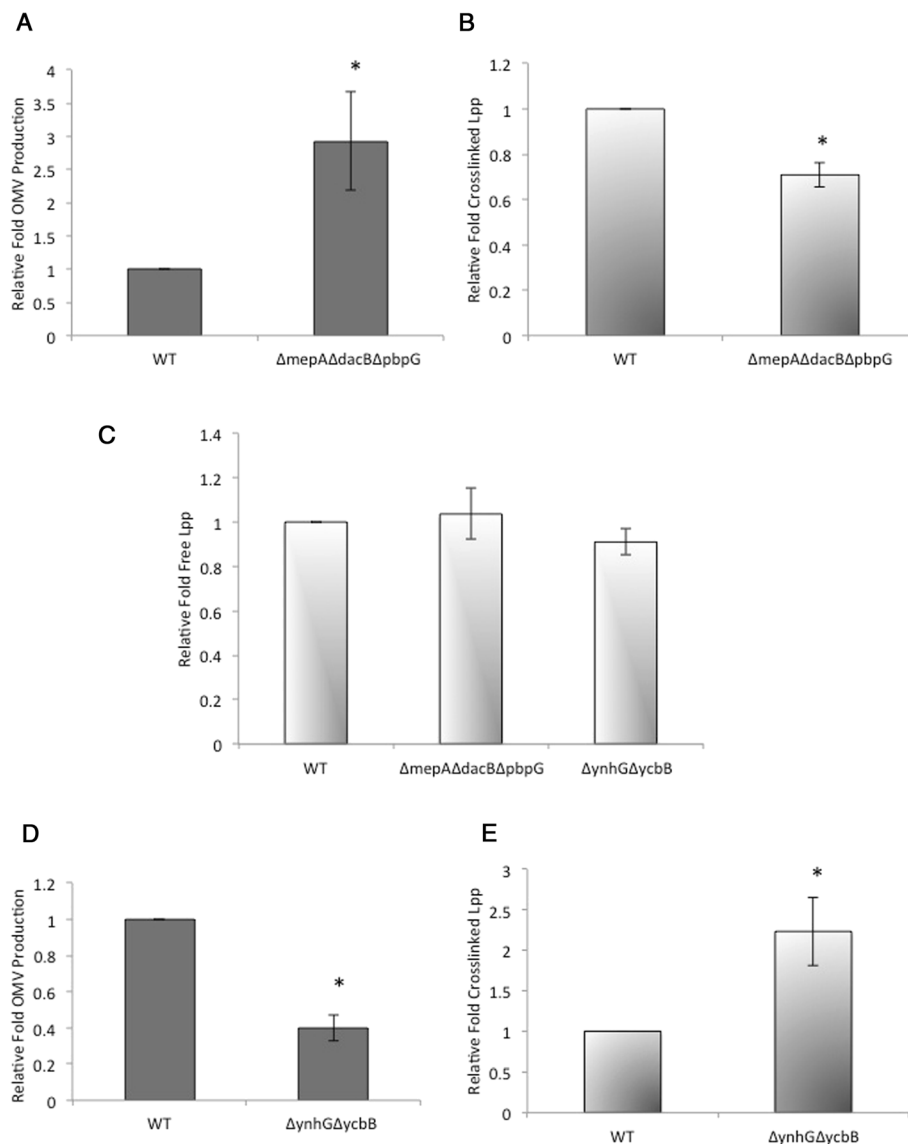 A
Relative Fold OMV Production
4
3.5
3
2.5
2
1.5
1
0.5
0
*
WT
ΔmepAΔdacBΔpbpG
B
Relative Fold Crosslinked Lpp
1.2
1
0.8
0.6
0.4
0.2
0
*
WT
ΔmepAΔdacBΔpbpG
C
Relative Fold Free Lpp
1.4
1.2
1
0.8
0.6
0.4
0.2
0
WT
ΔmepAΔdacBΔpbpG
ΔynhGΔycbB
D
Relative Fold OMV Production
1.2
1
0.8
0.6
0.4
0.2
0
*
WT
ΔynhGΔycbB
E
Relative Fold Crosslinked Lpp
3
2.5
2
1.5
1
0.5
0
*
WT
ΔynhGΔycbB